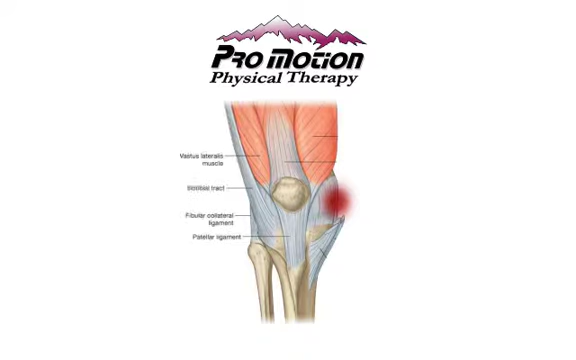 PRO MOTION
Physical Therapy
Vastus lateralis
muscle
Iliotibial tract
Fibular collateral
ligament
Patellar ligament